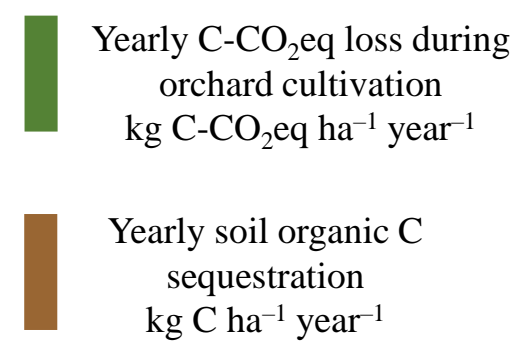 Yearly C-CO₂eq loss during
orchard cultivation
kg C-CO₂eq ha⁻¹ year⁻¹
Yearly soil organic C
sequestration
kg C ha⁻¹ year⁻¹